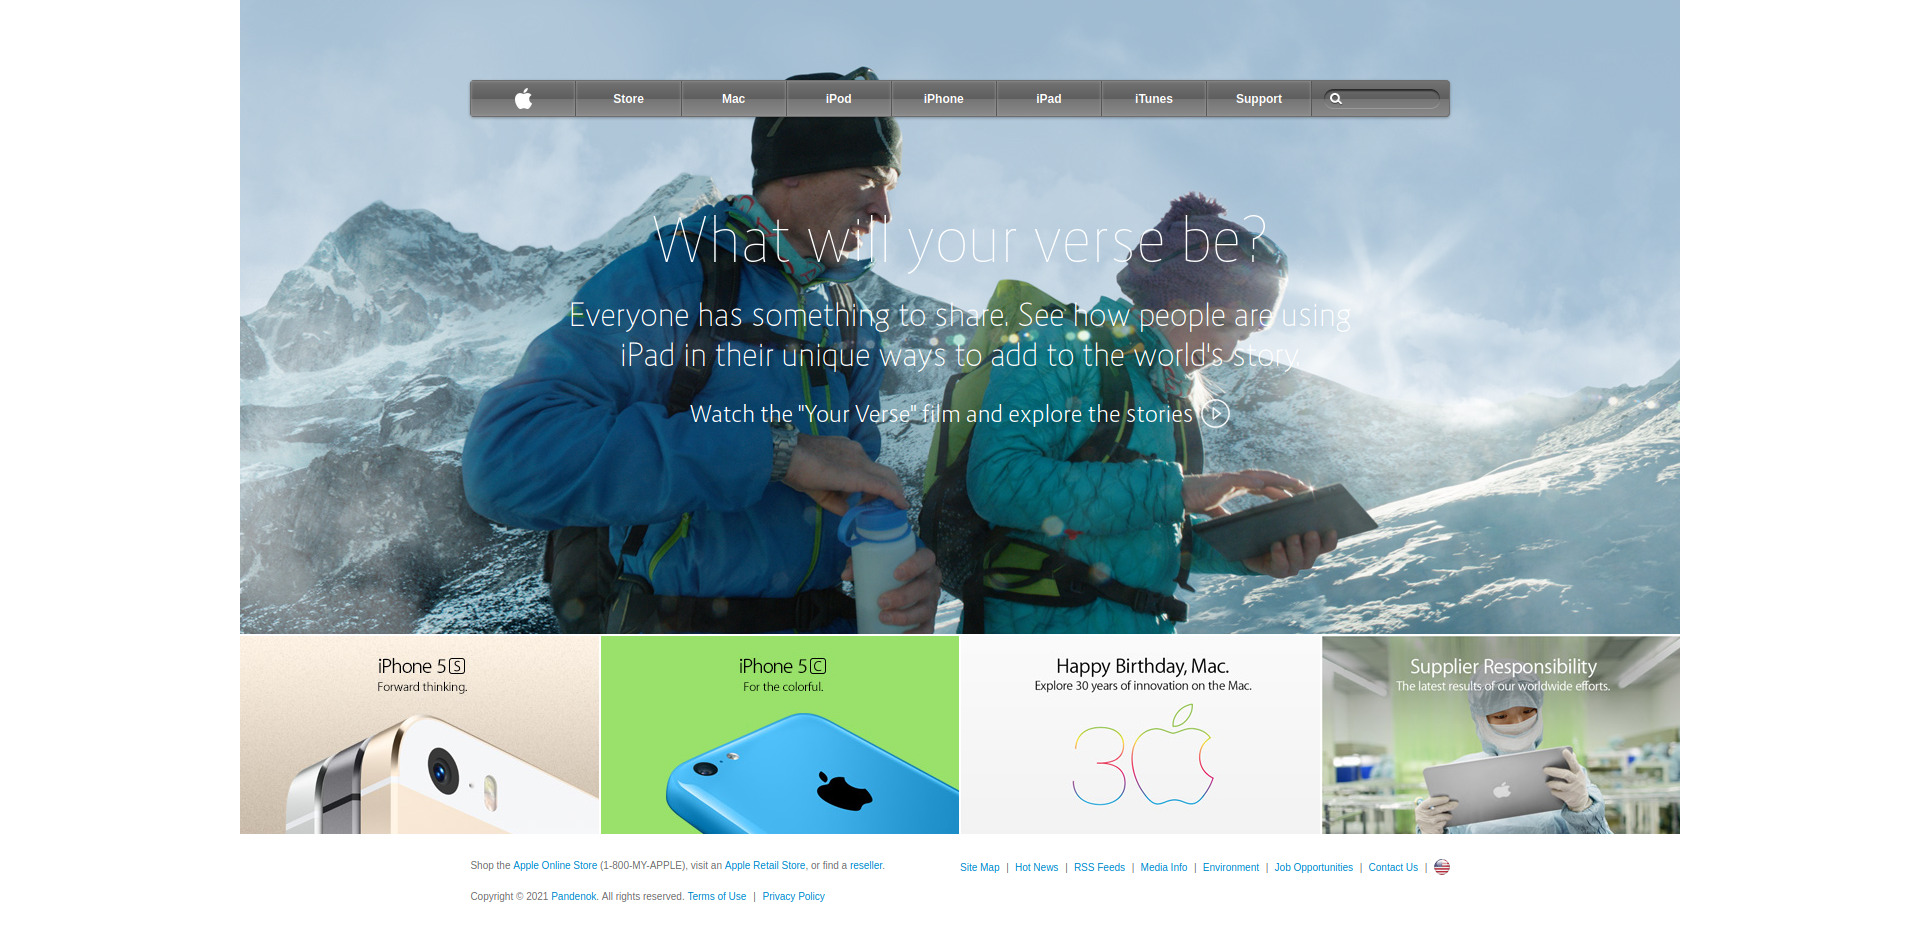 Store Mac iPod iPhone iPad iTunes Support
What will your verse be?
Everyone has something to share. See how people are using
iPad in their unique ways to add to the world's story.
Watch the "Your Verse" film and explore the stories
iPhone 5S
Forward thinking.
iPhone 5C
For the colorful.
Happy Birthday, Mac.
Explore 30 years of innovation on the Mac.
30
Supplier Responsibility
The latest results of our worldwide efforts.
Shop the Apple Online Store (1-800-MY-APPLE), visit an Apple Retail Store, or find a reseller.
Site Map | Hot News | RSS Feeds | Media Info | Environment | Job Opportunities | Contact Us |
Copyright © 2021 Pandenok. All rights reserved. Terms of Use | Privacy Policy